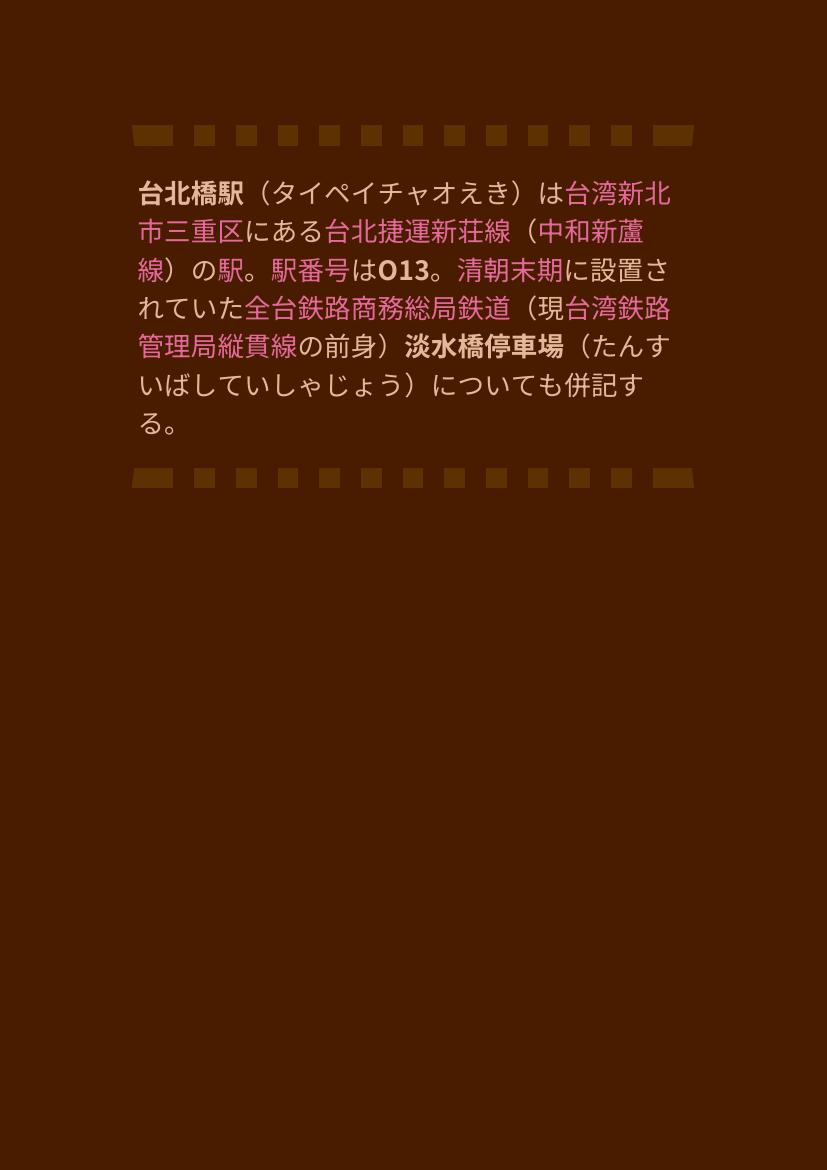 台北橋駅（タイペイチャオえき）は台湾新北
市三重区にある台北捷運新荘線（中和新蘆
線）の駅。駅番号はO13。清朝末期に設置さ
れていた全台鉄路商務総局鉄道（現台湾鉄路
管理局縦貫線の前身）淡水橋停車場（たんす
いばしていしゃじょう）についても併記す
る。